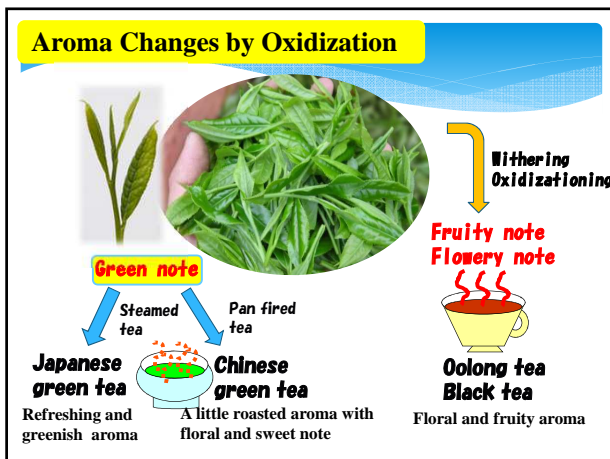 Aroma Changes by Oxidization
Withering
Oxidizationing
Fruity note
Flowery note
Green note
Steamed
tea
Pan fired
tea
Japanese
green tea
Chinese
green tea
Refreshing and
greenish aroma
A little roasted aroma with
floral and sweet note
Oolong tea
Black tea
Floral and fruity aroma